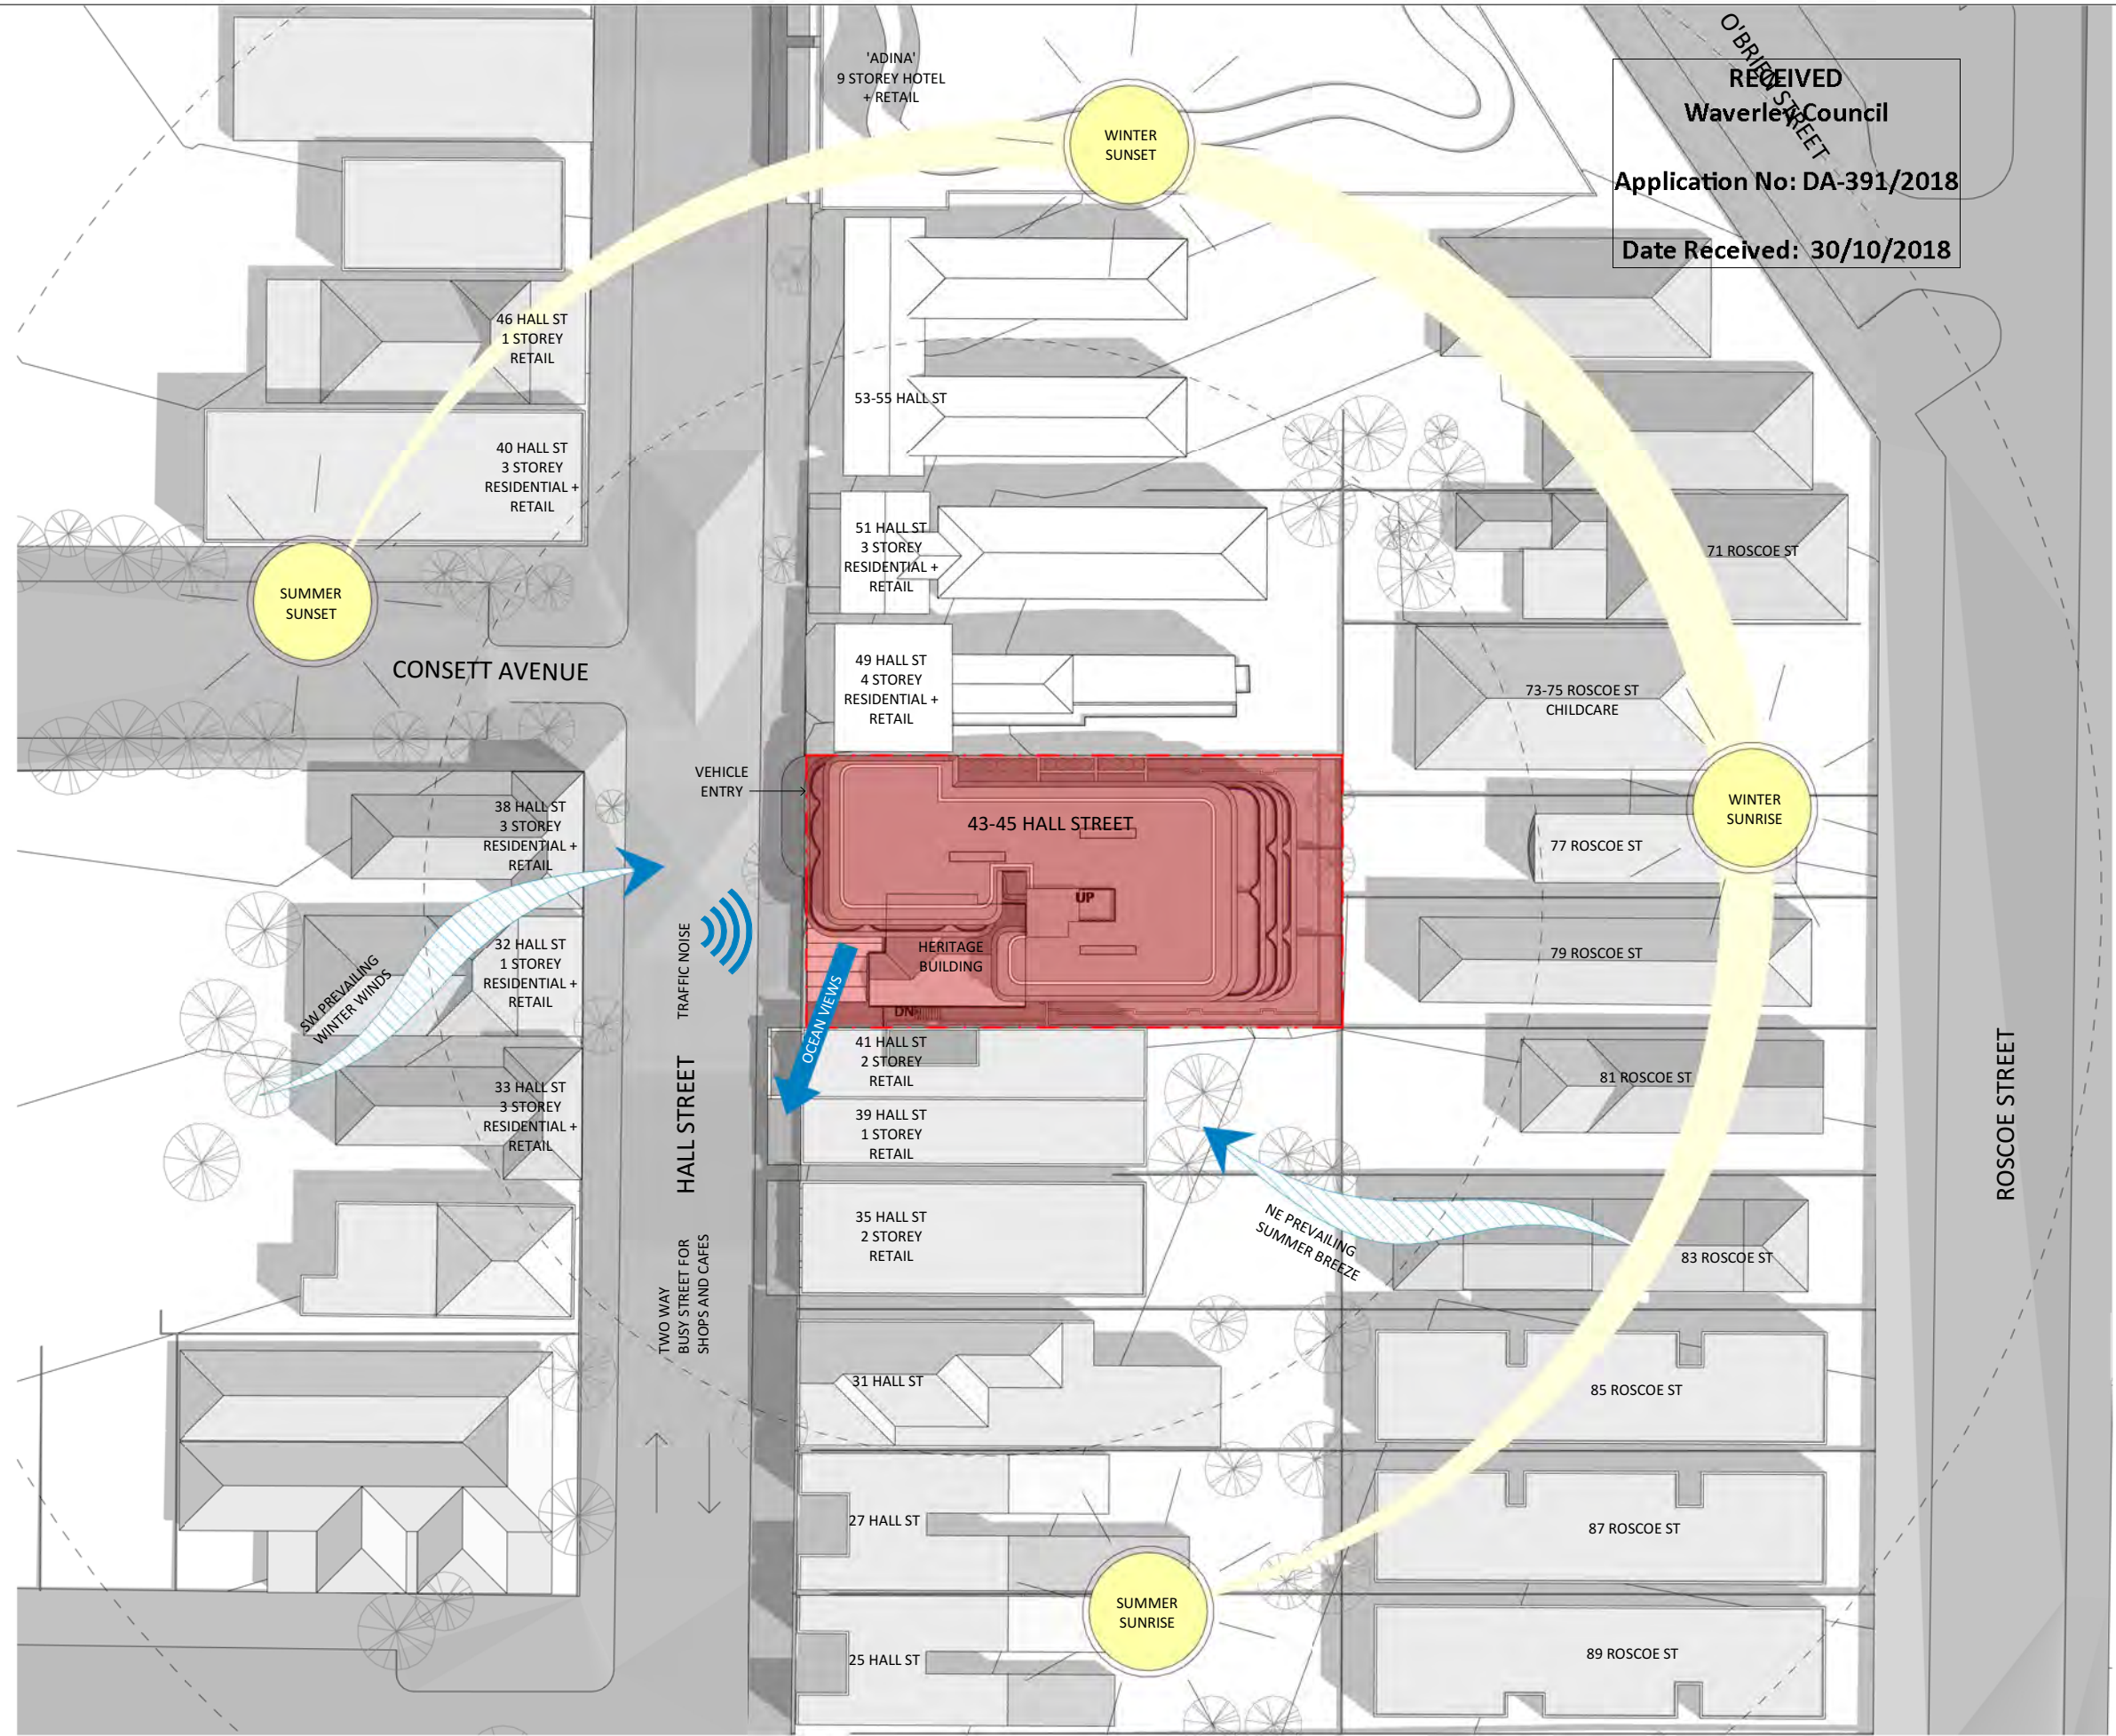 'ADINA'
9 STOREY HOTEL
+ RETAIL
O'BRIEN STREET
RECEIVED
Waverley Council
Application No: DA-391/2018
Date Received: 30/10/2018
WINTER
SUNSET
46 HALL ST
1 STOREY
RETAIL
53-55 HALL ST
40 HALL ST
3 STOREY
RESIDENTIAL +
RETAIL
51 HALL ST
3 STOREY
RESIDENTIAL +
RETAIL
71 ROSCOE ST
SUMMER
SUNSET
CONSETT AVENUE
49 HALL ST
4 STOREY
RESIDENTIAL +
RETAIL
73-75 ROSCOE ST
CHILDCARE
VEHICLE
ENTRY
38 HALL ST
3 STOREY
RESIDENTIAL +
RETAIL
43-45 HALL STREET
WINTER
SUNRISE
77 ROSCOE ST
UP
HERITAGE
BUILDING
DN
79 ROSCOE ST
TRAFFIC NOISE
OCEAN VIEWS
SW PREVAILING
WINTER WINDS
32 HALL ST
1 STOREY
RESIDENTIAL +
RETAIL
41 HALL ST
2 STOREY
RETAIL
81 ROSCOE ST
33 HALL ST
3 STOREY
RESIDENTIAL +
RETAIL
HALL STREET
39 HALL ST
1 STOREY
RETAIL
ROSCOE STREET
35 HALL ST
2 STOREY
RETAIL
NE PREVAILING
SUMMER BREEZE
83 ROSCOE ST
TWO WAY
BUSY STREET FOR
SHOPS AND CAFES
31 HALL ST
85 ROSCOE ST
27 HALL ST
87 ROSCOE ST
SUMMER
SUNRISE
25 HALL ST
89 ROSCOE ST